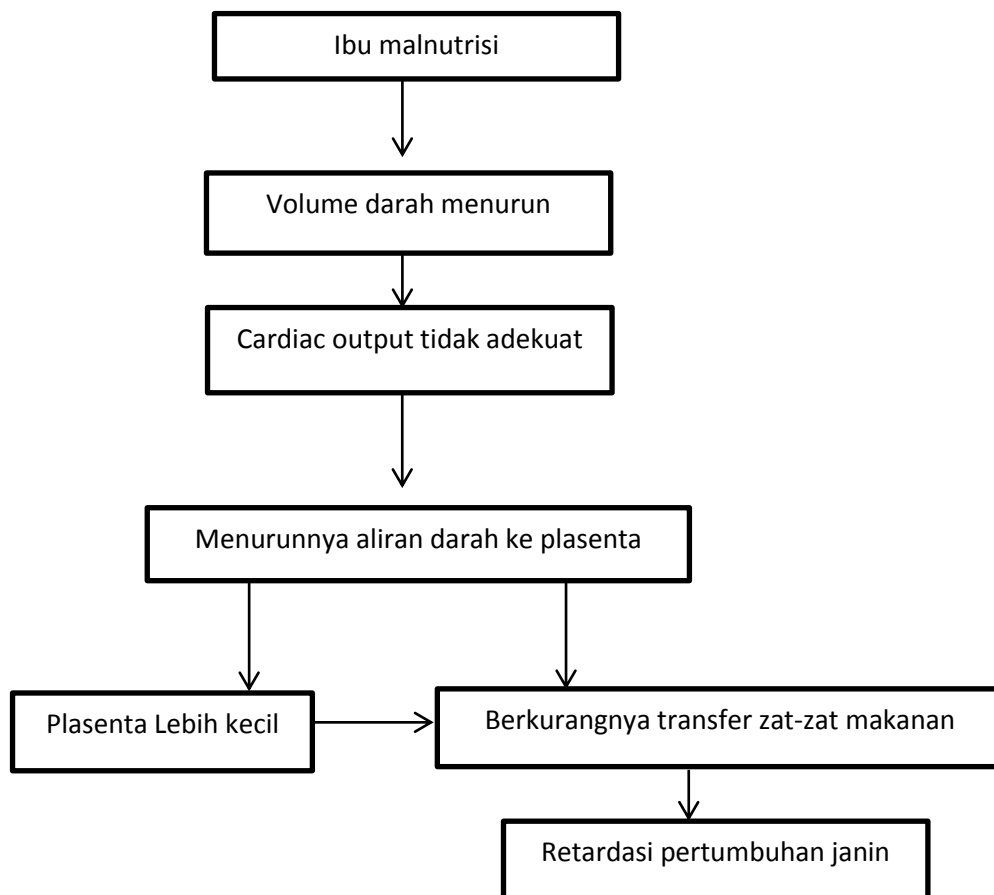 Ibu malnutrisi
Volume darah menurun
Cardiac output tidak adekuat
Menurunnya aliran darah ke plasenta
Plasenta Lebih kecil
Berkurangnya transfer zat-zat makanan
Retardasi pertumbuhan janin